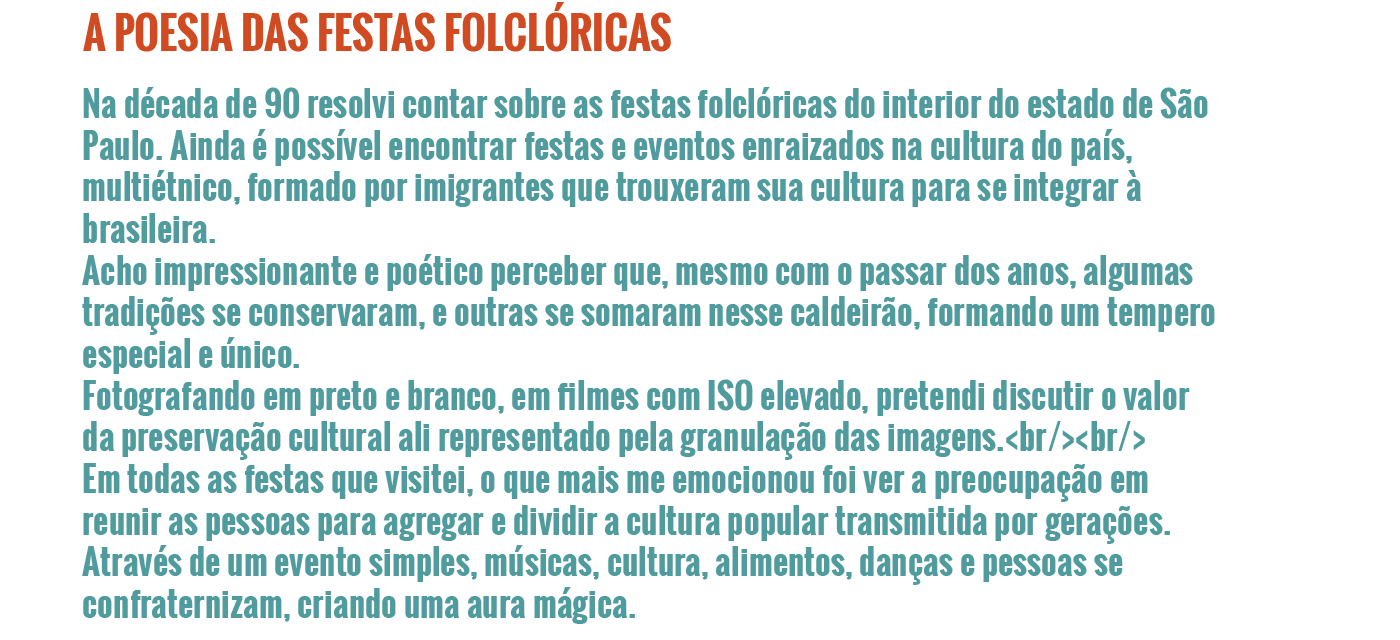 A POESIA DAS FESTAS FOLCLÓRICAS
Na década de 90 resolvi contar sobre as festas folclóricas do interior do estado de São
Paulo. Ainda é possível encontrar festas e eventos enraizados na cultura do país,
multiétnico, formado por imigrantes que trouxeram sua cultura para se integrar à
brasileira.
Acho impressionante e poético perceber que, mesmo com o passar dos anos, algumas
tradições se conservaram, e outras se somaram nesse caldeirão, formando um tempero
especial e único.
Fotografando em preto e branco, em filmes com ISO elevado, pretendi discutir o valor
da preservação cultural ali representado pela granulação das imagens.<br/><br/>
Em todas as festas que visitei, o que mais me emocionou foi ver a preocupação em
reunir as pessoas para agregar e dividir a cultura popular transmitida por gerações.
Através de um evento simples, músicas, cultura, alimentos, danças e pessoas se
confraternizam, criando uma aura mágica.